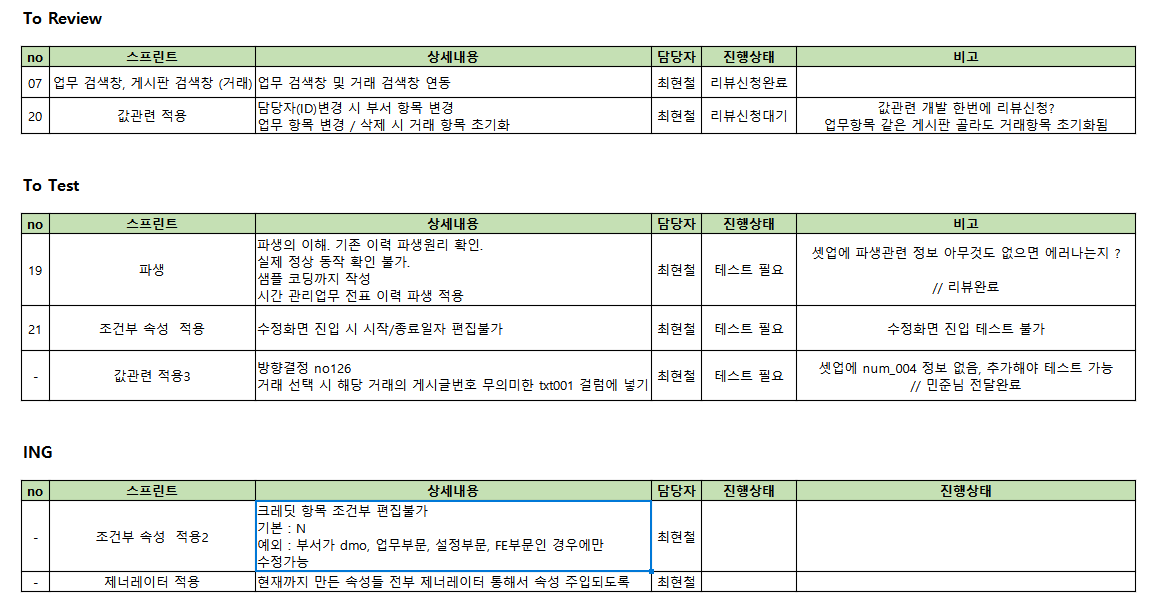 To Review
no 스프린트 상세내용 담당자 진행상태 비고
07 업무 검색창, 게시판 검색창 (거래) 업무 검색창 및 거래 검색창 연동 최현철 리뷰신청완료
20 값관련 적용 담당자(ID)변경 시 부서 항목 변경
업무 항목 변경 / 삭제 시 거래 항목 초기화 최현철 리뷰신청대기 값관련 개발 한번에 리뷰신청?
업무항목 같은 게시판 골라도 거래항목 초기화됨
To Test
no 스프린트 상세내용 담당자 진행상태 비고
19 파생 파생의 이해. 기존 이력 파생원리 확인.
실제 정상 동작 확인 불가.
샘플 코딩까지 작성
시간 관리업무 전표 이력 파생 적용 최현철 테스트 필요 셋업에 파생관련 정보 아무것도 없으면 에러나는지 ?
// 리뷰완료
21 조건부 속성 적용 수정화면 진입 시 시작/종료일자 편집불가 최현철 테스트 필요 수정화면 진입 테스트 불가
- 값관련 적용3 방향결정 no126
거래 선택 시 해당 거래의 게시글번호 무의미한 txt001 컬럼에 넣기 최현철 테스트 필요 셋업에 num_004 정보 없음, 추가해야 테스트 가능
// 민준님 전달완료
ING
no 스프린트 상세내용 담당자 진행상태 진행상태
- 조건부 속성 적용2 크레딧 항목 조건부 편집불가
기본 : N
예외 : 부서가 dmo, 업무부문, 설정부문, FE부문인 경우에만
수정가능 최현철
- 제너레이터 적용 현재까지 만든 속성들 전부 제너레이터 통해서 속성 주입되도록 최현철